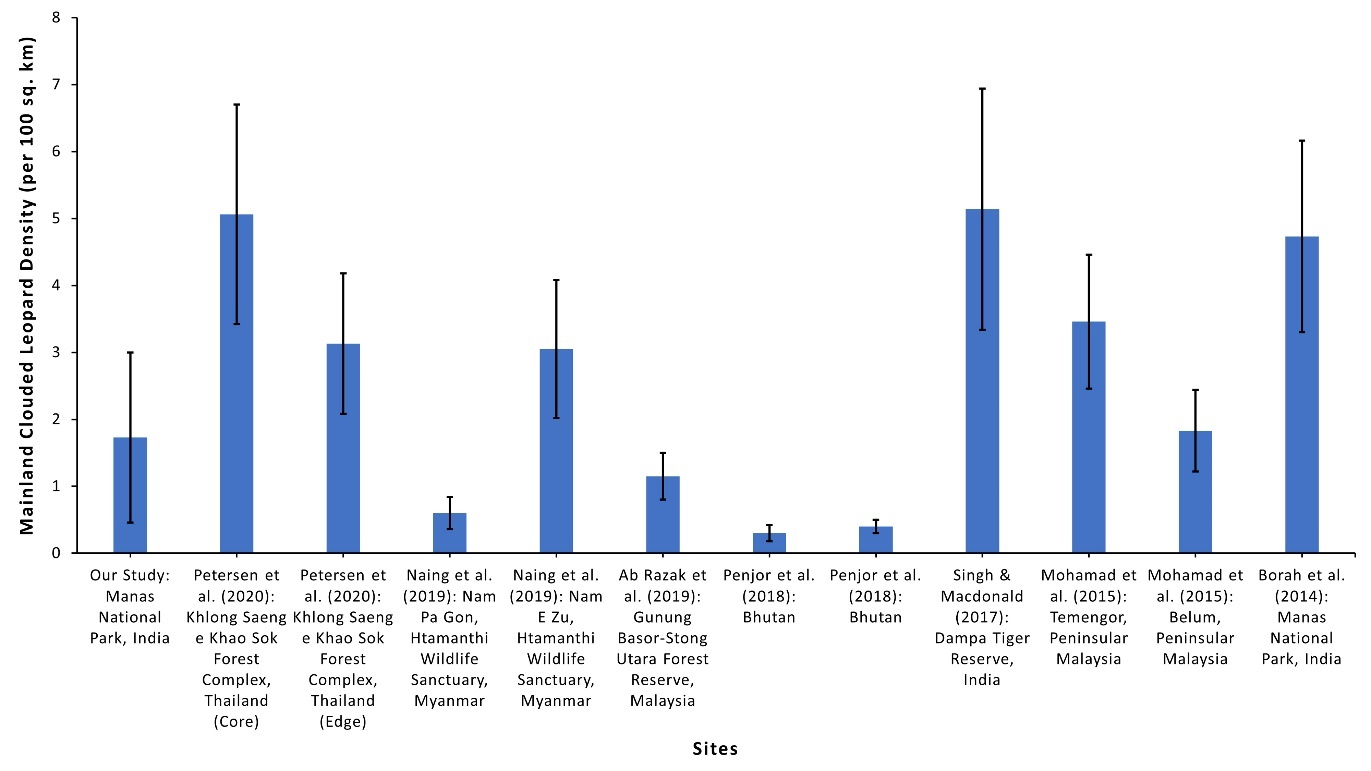 Mainland Clouded Leopard Density (per 100 sq. km)
8
7
6
5
4
3
2
1
0
Our Study:
Manas
National
Park, India
Petersen et
al. (2020):
Khlong Saeng
e Khao Sok
Forest
Complex,
Thailand
(Core)
Petersen et
al. (2020):
Khlong Saeng
e Khao Sok
Forest
Complex,
Thailand
(Edge)
Naing et al.
(2019): Nam
Pa Gon,
Htamanthi
Wildlife
Sanctuary,
Myanmar
Naing et al.
(2019): Nam
E Zu,
Htamanthi
Wildlife
Sanctuary,
Myanmar
Ab Razak et
al. (2019):
Gunung
Basor-Stong
Utara Forest
Reserve,
Malaysia
Penjor et al.
(2018):
Bhutan
Penjor et al.
(2018):
Bhutan
Singh &
Macdonald
(2017):
Dampa Tiger
Reserve,
India
Mohamad et
al. (2015):
Temengor,
Peninsular
Malaysia
Mohamad et
al. (2015):
Belum,
Peninsular
Malaysia
Borah et al.
(2014):
Manas
National
Park, India
Sites